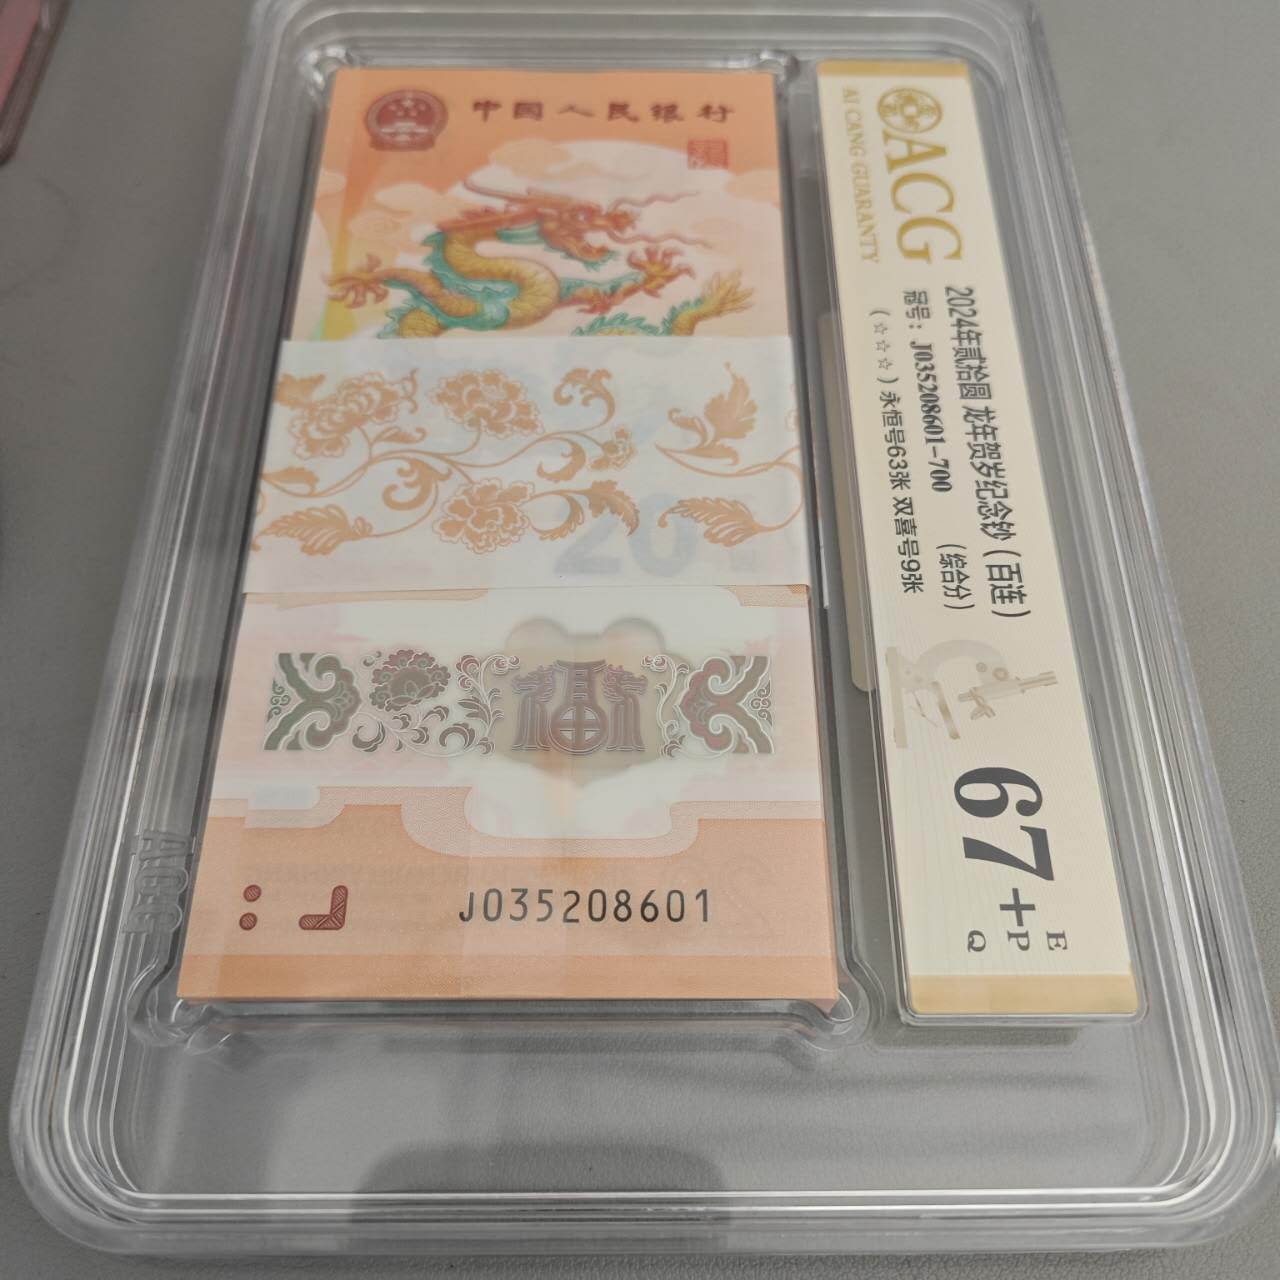 中国人民银行
201
福
J035208601
ACG
AI CANG GUARANTY
2024年贰拾圆 龙年贺岁纪念钞（百连）
冠号：J035208601-700 （综合分）
（☆☆☆）永恒号63张 双喜号9张
67+
E
P
Q
ACG